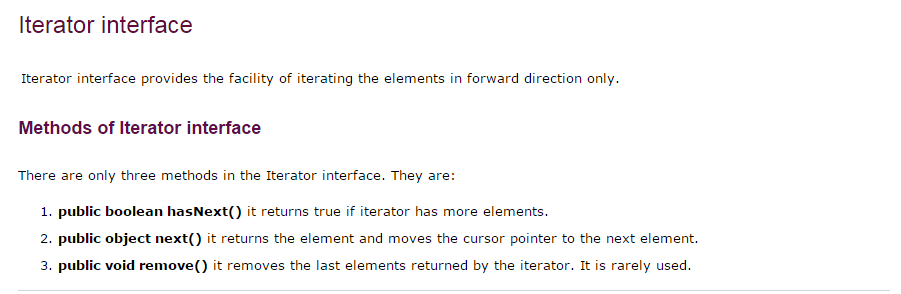 Iterator interface
Iterator interface provides the facility of iterating the elements in forward direction only.
Methods of Iterator interface
There are only three methods in the Iterator interface. They are:
1. public boolean hasNext() it returns true if iterator has more elements.
2. public object next() it returns the element and moves the cursor pointer to the next element.
3. public void remove() it removes the last elements returned by the iterator. It is rarely used.